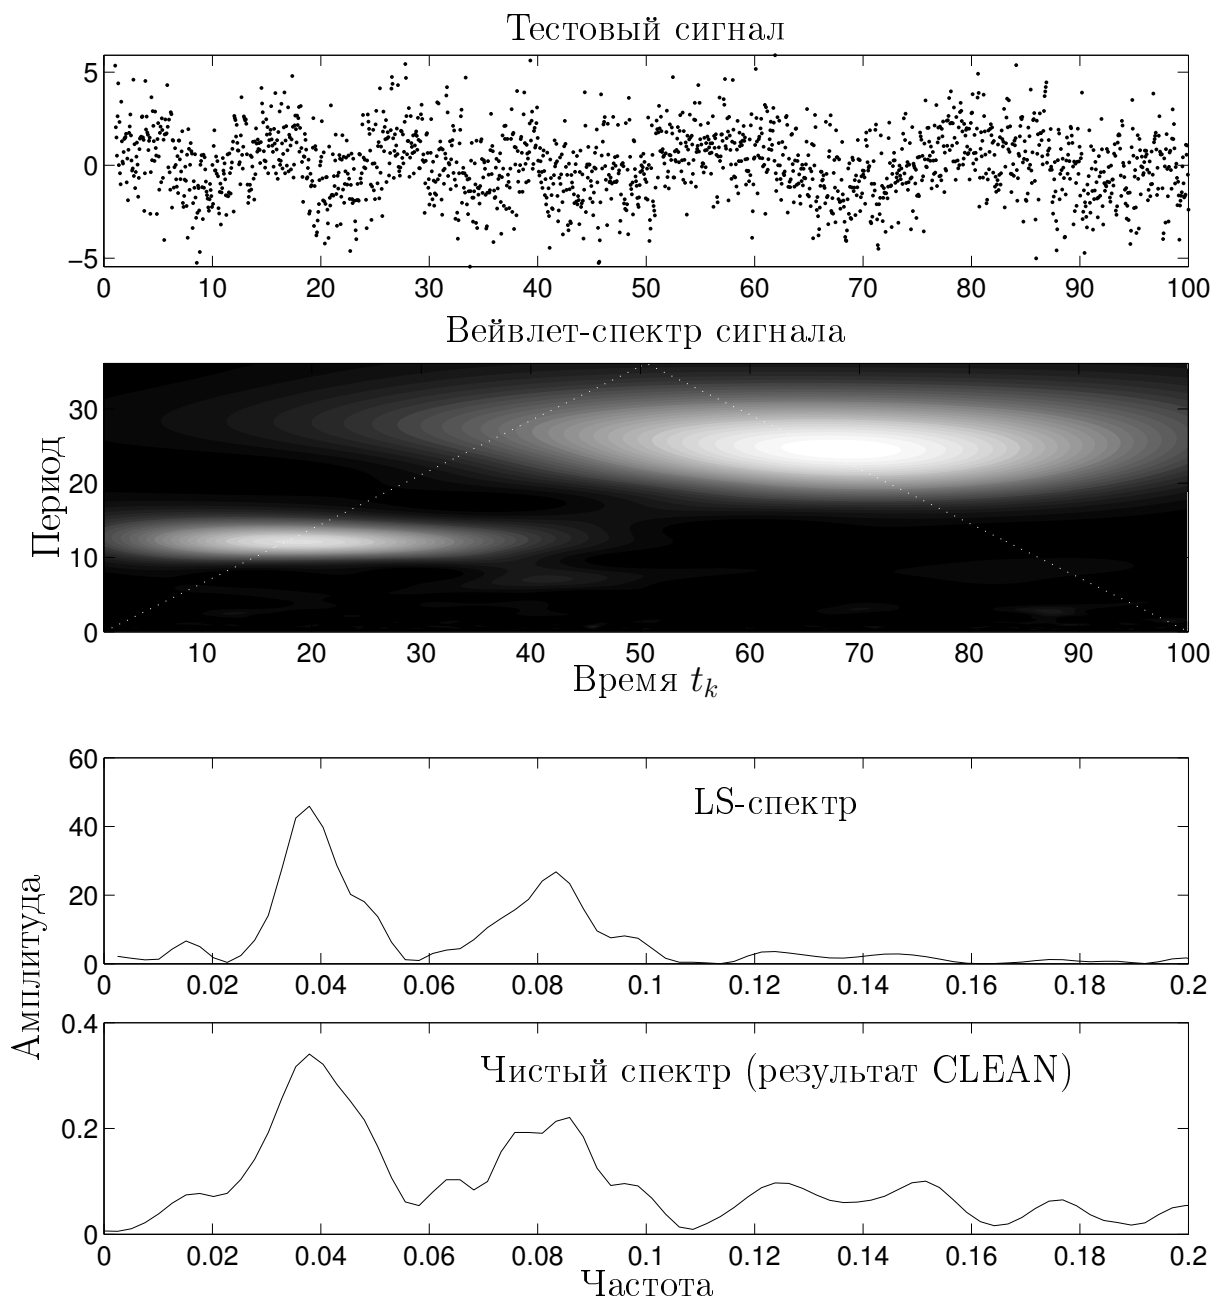 Тестовый сигнал
5
0
−5
0 10 20 30 40 50 60 70 80 90 100
Вейвлет-спектр сигнала
Период
30
20
10
0
10 20 30 40 50 60 70 80 90 100
Время t_k
Амплитуда
60
LS-спектр
40
20
0
0 0.02 0.04 0.06 0.08 0.1 0.12 0.14 0.16 0.18 0.2
0.4
Чистый спектр (результат CLEAN)
0.2
0
0 0.02 0.04 0.06 0.08 0.1 0.12 0.14 0.16 0.18 0.2
Частота